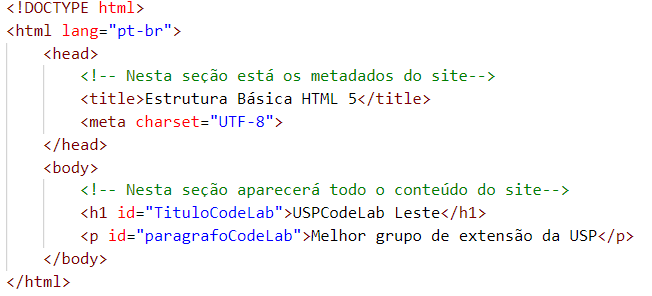 <!DOCTYPE html>
<html lang="pt-br">
    <head>
        <!-- Nesta seção está os metadados do site-->
        <title>Estrutura Básica HTML 5</title>
        <meta charset="UTF-8">
    </head>
    <body>
        <!-- Nesta seção aparecerá todo o conteúdo do site-->
        <h1 id="TituloCodeLab">USPCodeLab Leste</h1>
        <p id="paragrafoCodeLab">Melhor grupo de extensão da USP</p>
    </body>
</html>